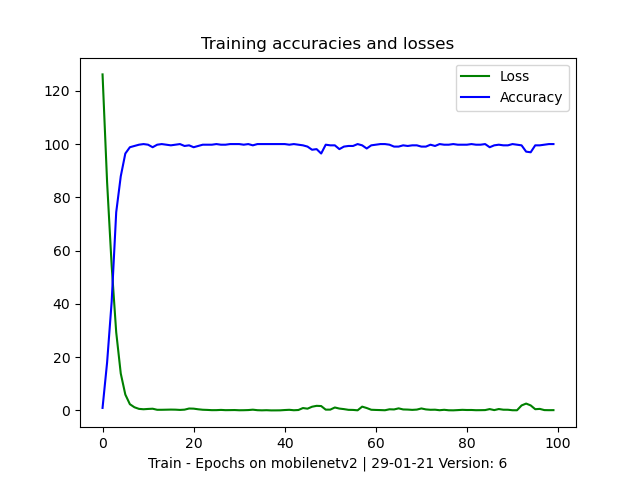 Training accuracies and losses
Loss
Accuracy
120
100
80
60
40
20
0
0 20 40 60 80 100
Train - Epochs on mobilenetv2 | 29-01-21 Version: 6